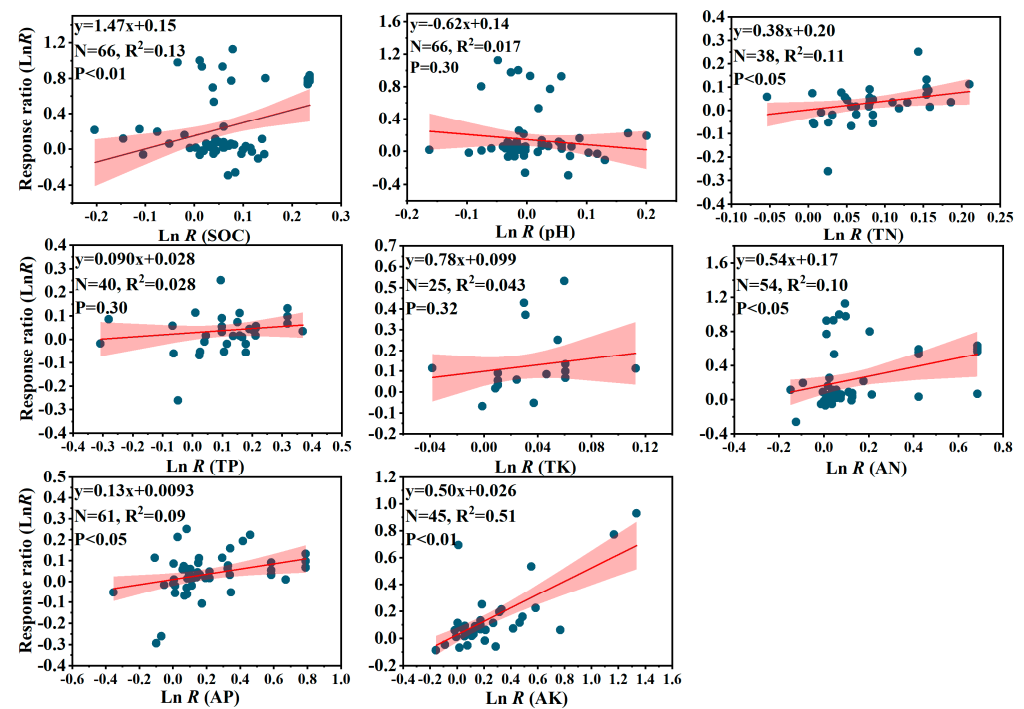 y=1.47x+0.15
N=66, R²=0.13
P<0.01
Response ratio (LnR)
1.2
0.8
0.4
0.0
-0.4
-0.2 -0.1 0.0 0.1 0.2 0.3
Ln R (SOC)
y=-0.62x+0.14
N=66, R²=0.017
P=0.30
1.6
1.2
0.8
0.4
0.0
-0.4
-0.2 -0.1 0.0 0.1 0.2
Ln R (pH)
y=0.38x+0.20
N=38, R²=0.11
P<0.05
0.4
0.3
0.2
0.1
0.0
-0.1
-0.2
-0.3
-0.4
-0.10 -0.05 0.00 0.05 0.10 0.15 0.20 0.25
Ln R (TN)
y=0.090x+0.028
N=40, R²=0.028
P=0.30
Response ratio (LnR)
0.4
0.3
0.2
0.1
0.0
-0.1
-0.2
-0.3
-0.4
-0.4 -0.3 -0.2 -0.1 0.0 0.1 0.2 0.3 0.4 0.5
Ln R (TP)
y=0.78x+0.099
N=25, R²=0.043
P=0.32
0.7
0.6
0.5
0.4
0.3
0.2
0.1
0.0
-0.1
-0.2
-0.04 0.00 0.04 0.08 0.12
Ln R (TK)
y=0.54x+0.17
N=54, R²=0.10
P<0.05
1.6
1.2
0.8
0.4
0.0
-0.4
-0.4 -0.2 0.0 0.2 0.4 0.6 0.8
Ln R (AN)
y=0.13x+0.0093
N=61, R²=0.09
P<0.05
Response ratio (LnR)
0.5
0.4
0.3
0.2
0.1
0.0
-0.1
-0.2
-0.3
-0.4
-0.6 -0.4 -0.2 0.0 0.2 0.4 0.6 0.8 1.0
Ln R (AP)
y=0.50x+0.026
N=45, R²=0.51
P<0.01
1.2
1.0
0.8
0.6
0.4
0.2
0.0
-0.2
-0.4 -0.2 0.0 0.2 0.4 0.6 0.8 1.0 1.2 1.4 1.6
Ln R (AK)